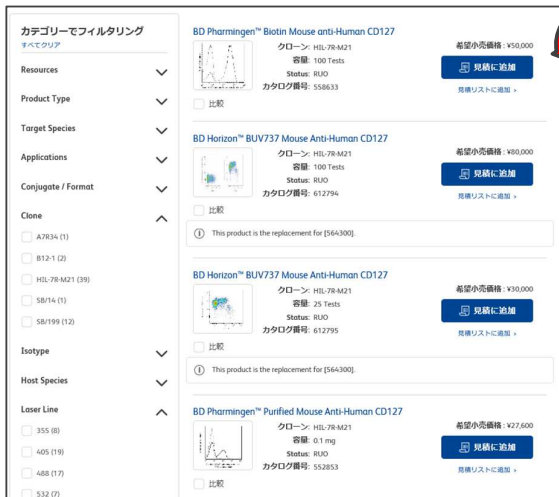 カテゴリーでフィルタリング
すべてクリア
Resources
Product Type
Target Species
Applications
Conjugate / Format
Clone
A7R34 (1)
B12-1 (2)
HIL-7R-M21 (39)
SB/14 (1)
SB/199 (12)
Isotype
Host Species
Laser Line
355 (8)
405 (19)
488 (17)
532 (7)
BD Pharmingen™ Biotin Mouse anti-Human CD127
クローン: HIL-7R-M21
容量: 100 Tests
Status: RUO
カタログ番号: 558633
比較
希望小売価格 : ¥50,000
見積に追加
見積リストに追加 »
BD Horizon™ BUV737 Mouse Anti-Human CD127
クローン: HIL-7R-M21
容量: 100 Tests
Status: RUO
カタログ番号: 612794
比較
希望小売価格 : ¥80,000
見積に追加
見積リストに追加 »
This product is the replacement for [564300].
BD Horizon™ BUV737 Mouse Anti-Human CD127
クローン: HIL-7R-M21
容量: 25 Tests
Status: RUO
カタログ番号: 612795
比較
希望小売価格 : ¥30,000
見積に追加
見積リストに追加 »
This product is the replacement for [564300].
BD Pharmingen™ Purified Mouse Anti-Human CD127
クローン: HIL-7R-M21
容量: 0.1 mg
Status: RUO
カタログ番号: 552853
比較
希望小売価格 : ¥27,600
見積に追加
見積リストに追加 »